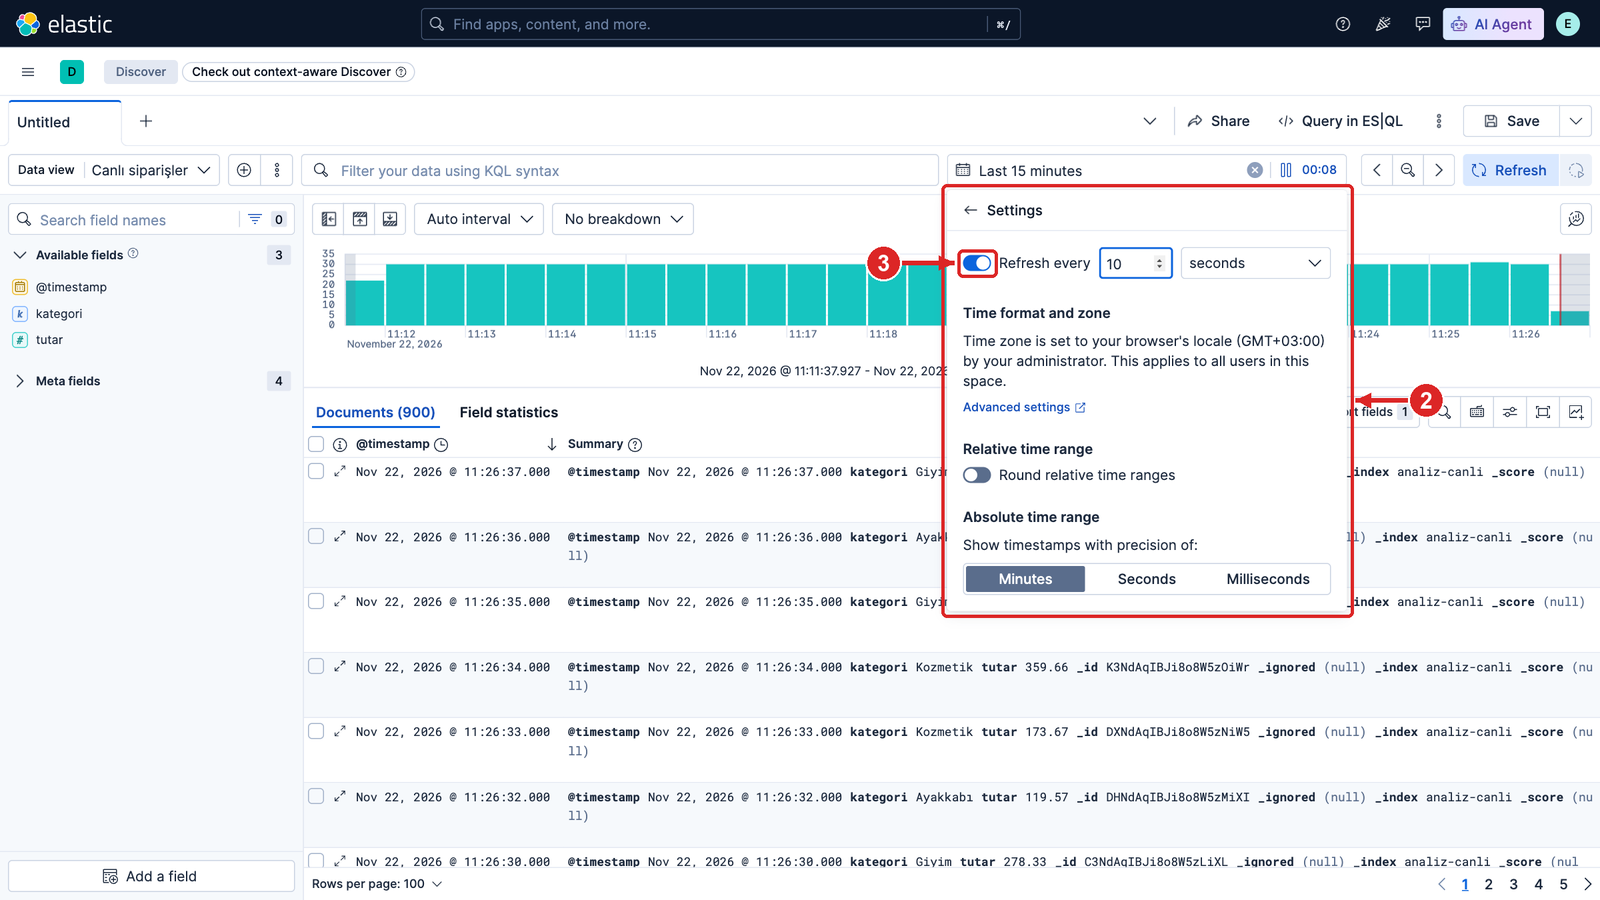 elastic
Find apps, content, and more.
⌘/
AI Agent
E
D
Discover
Check out context-aware Discover
Untitled
Share
Query in ES|QL
Save
Data view
Canlı siparişler
Filter your data using KQL syntax
Last 15 minutes
00:08
Refresh
Search field names
0
Available fields
3
@timestamp
k
kategori
#
tutar
Meta fields
4
Add a field
Auto interval
No breakdown
35
30
25
20
15
10
5
0
11:12
11:13
11:14
11:15
11:16
11:17
11:18
11:24
11:25
11:26
November 22, 2026
Nov 22, 2026 @ 11:11:37.927 - Nov 22, 202
Documents (900)
Field statistics
rt fields 1
@timestamp
Summary
Nov 22, 2026 @ 11:26:37.000 @timestamp Nov 22, 2026 @ 11:26:37.000 kategori Giyi _index analiz-canli _score (null)
Nov 22, 2026 @ 11:26:36.000 @timestamp Nov 22, 2026 @ 11:26:36.000 kategori Ayakk ll) _index analiz-canli _score (nu
ll)
Nov 22, 2026 @ 11:26:35.000 @timestamp Nov 22, 2026 @ 11:26:35.000 kategori Giyi _index analiz-canli _score (null)
Nov 22, 2026 @ 11:26:34.000 @timestamp Nov 22, 2026 @ 11:26:34.000 kategori Kozmetik tutar 359.66 _id K3NdAqIBJi8o8W5zOiWr _ignored (null) _index analiz-canli _score (nu
ll)
Nov 22, 2026 @ 11:26:33.000 @timestamp Nov 22, 2026 @ 11:26:33.000 kategori Kozmetik tutar 173.67 _id DXNdAqIBJi8o8W5zNiW5 _ignored (null) _index analiz-canli _score (nu
ll)
Nov 22, 2026 @ 11:26:32.000 @timestamp Nov 22, 2026 @ 11:26:32.000 kategori Ayakkabı tutar 119.57 _id DHNdAqIBJi8o8W5zMiXI _ignored (null) _index analiz-canli _score (nu
ll)
Nov 22, 2026 @ 11:26:30.000 @timestamp Nov 22, 2026 @ 11:26:30.000 kategori Giyim tutar 278.33 _id C3NdAqIBJi8o8W5zLiXL _ignored (null) _index analiz-canli _score (nul
Rows per page: 100
1 2 3 4 5
Settings
3
Refresh every
10
seconds
Time format and zone
Time zone is set to your browser's locale (GMT+03:00)
by your administrator. This applies to all users in this
space.
Advanced settings
2
Relative time range
Round relative time ranges
Absolute time range
Show timestamps with precision of:
Minutes
Seconds
Milliseconds